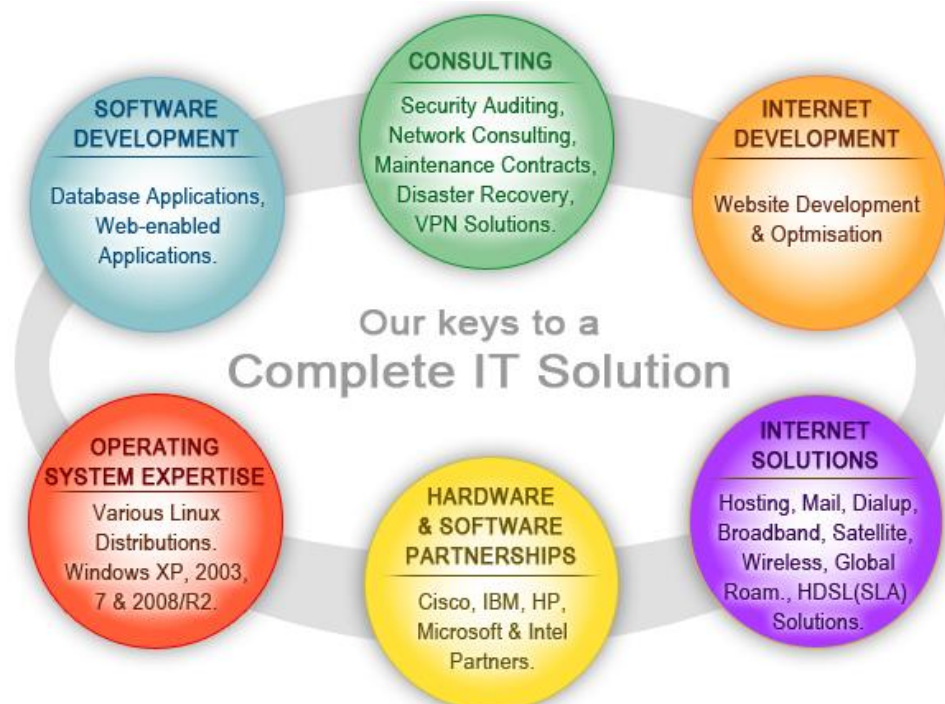 CONSULTING
Security Auditing,
Network Consulting,
Maintenance Contracts,
Disaster Recovery,
VPN Solutions.
SOFTWARE
DEVELOPMENT
Database Applications,
Web-enabled
Applications.
INTERNET
DEVELOPMENT
Website Development
& Optmisation
Our keys to a
Complete IT Solution
OPERATING
SYSTEM EXPERTISE
Various Linux
Distributions.
Windows XP, 2003,
7 & 2008/R2.
HARDWARE
& SOFTWARE
PARTNERSHIPS
Cisco, IBM, HP,
Microsoft & Intel
Partners.
INTERNET
SOLUTIONS
Hosting, Mail, Dialup,
Broadband, Satellite,
Wireless, Global
Roam., HDSL(SLA)
Solutions.